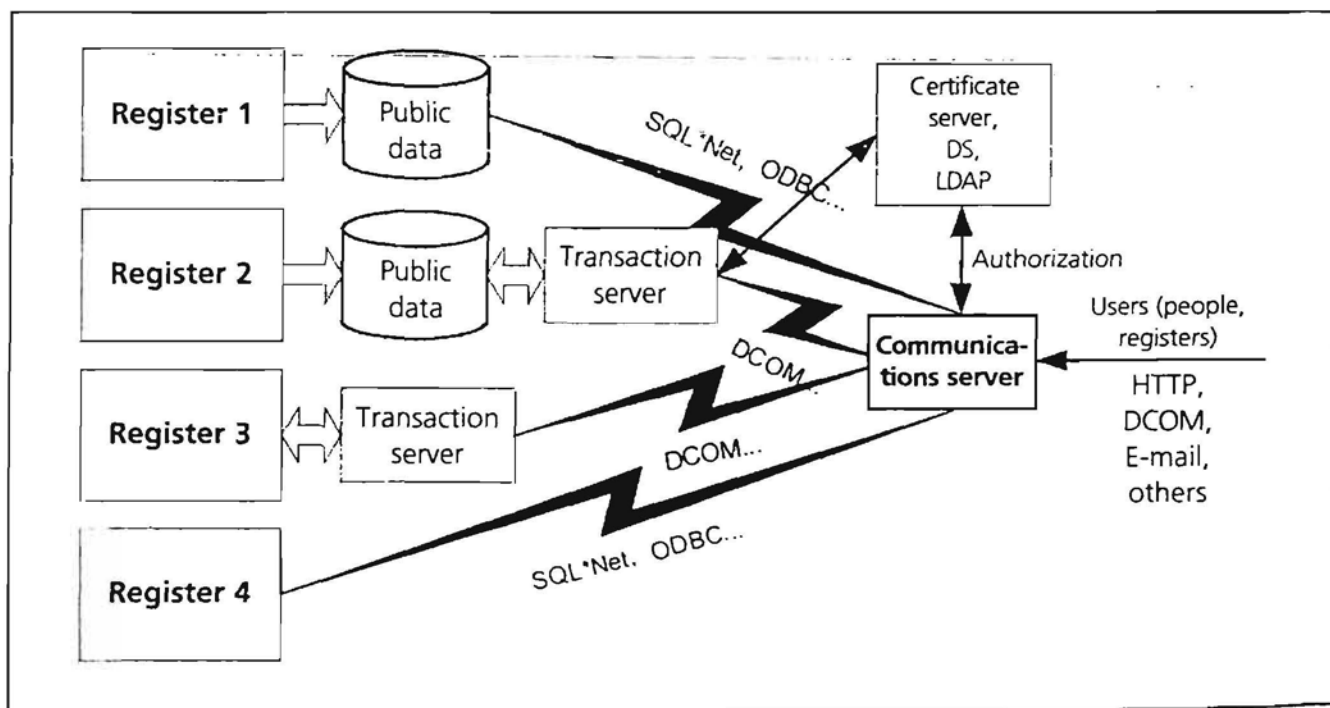 Register 1
Public
data
SQL*Net, ODBC...
Certificate
server,
DS,
LDAP
Register 2
Public
data
Transaction
server
Authorization
Users (people,
registers)
Communica-
tions server
DCOM...
HTTP,
DCOM,
E-mail,
others
Register 3
Transaction
server
DCOM...
Register 4
SQL*Net, ODBC...